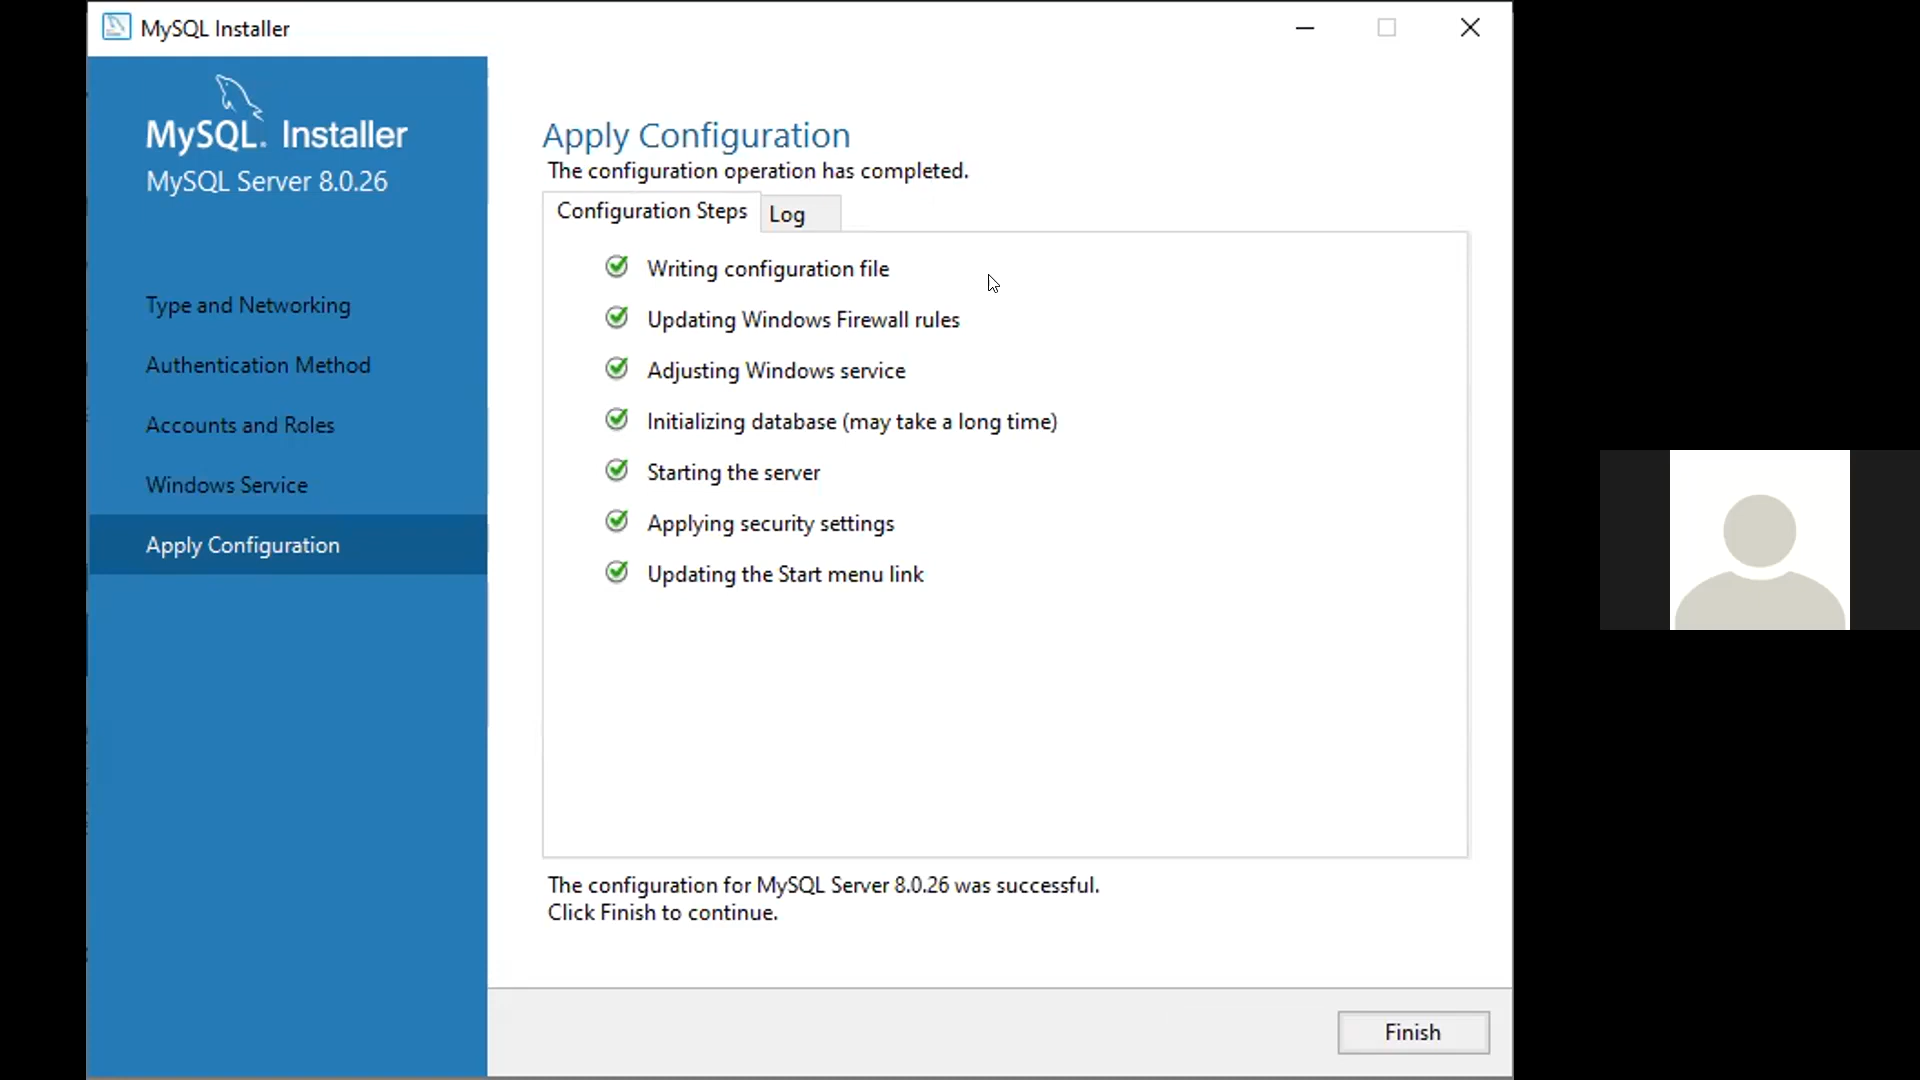 MySQL Installer
MySQL. Installer
MySQL Server 8.0.26
Type and Networking
Authentication Method
Accounts and Roles
Windows Service
Apply Configuration
Apply Configuration
The configuration operation has completed.
Configuration Steps
Log
Writing configuration file
Updating Windows Firewall rules
Adjusting Windows service
Initializing database (may take a long time)
Starting the server
Applying security settings
Updating the Start menu link
The configuration for MySQL Server 8.0.26 was successful.
Click Finish to continue.
Finish